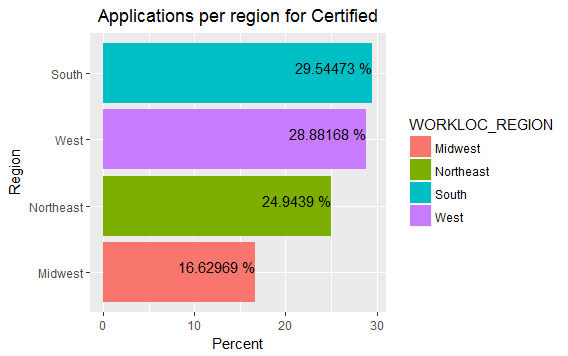 Applications per region for Certified
Region
South
29.54473 %
West
28.88168 %
Northeast
24.9439 %
Midwest
16.62969 %
0
10
20
30
Percent
WORKLOC_REGION
Midwest
Northeast
South
West